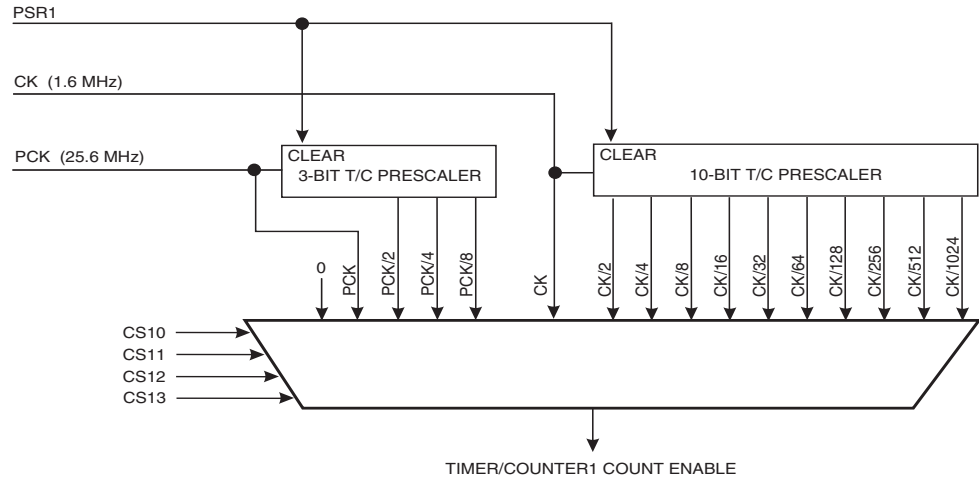 PSR1
CK (1.6 MHz)
PCK (25.6 MHz)
CLEAR
3-BIT T/C PRESCALER
CLEAR
10-BIT T/C PRESCALER
0
PCK
PCK/2
PCK/4
PCK/8
CK
CK/2
CK/4
CK/8
CK/16
CK/32
CK/64
CK/128
CK/256
CK/512
CK/1024
CS10
CS11
CS12
CS13
TIMER/COUNTER1 COUNT ENABLE